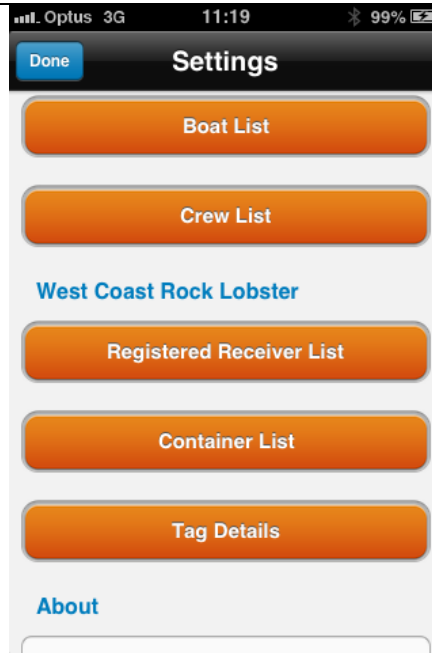 Optus 3G 11:19 99%
Done Settings
Boat List
Crew List
West Coast Rock Lobster
Registered Receiver List
Container List
Tag Details
About